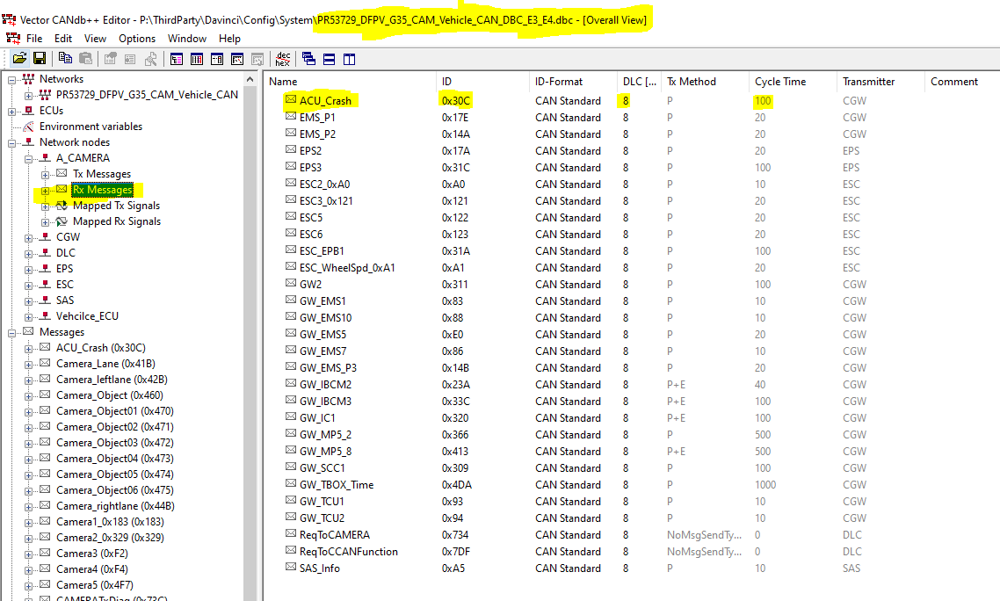 Vector CANdb++ Editor - P:\ThirdParty\Davinci\Config\System\PR53729_DFPV_G35_CAM_Vehicle_CAN_DBC_E3_E4.dbc - [Overall View]
File Edit View Options Window Help
dec hex
Networks
PR53729_DFPV_G35_CAM_Vehicle_CAN
ECUs
Environment variables
Network nodes
A_CAMERA
Tx Messages
Rx Messages
Mapped Tx Signals
Mapped Rx Signals
CGW
DLC
EPS
ESC
SAS
Vehcilce_ECU
Messages
ACU_Crash (0x30C)
Camera_Lane (0x41B)
Camera_leftlane (0x42B)
Camera_Object (0x460)
Camera_Object01 (0x470)
Camera_Object02 (0x471)
Camera_Object03 (0x472)
Camera_Object04 (0x473)
Camera_Object05 (0x474)
Camera_Object06 (0x475)
Camera_rightlane (0x44B)
Camera1_0x183 (0x183)
Camera2_0x329 (0x329)
Camera3 (0xF2)
Camera4 (0xF4)
Camera5 (0x4F7)
CAMERATxDiag (0x73C)
Name ID ID-Format DLC [... Tx Method Cycle Time Transmitter Comment
ACU_Crash 0x30C CAN Standard 8 P 100 CGW
EMS_P1 0x17E CAN Standard 8 P 20 CGW
EMS_P2 0x14A CAN Standard 8 P 20 CGW
EPS2 0x17A CAN Standard 8 P 20 EPS
EPS3 0x31C CAN Standard 8 P 100 EPS
ESC2_0xA0 0xA0 CAN Standard 8 P 10 ESC
ESC3_0x121 0x121 CAN Standard 8 P 20 ESC
ESC5 0x122 CAN Standard 8 P 20 ESC
ESC6 0x123 CAN Standard 8 P 20 ESC
ESC_EPB1 0x31A CAN Standard 8 P 100 ESC
ESC_WheelSpd_0xA1 0xA1 CAN Standard 8 P 20 ESC
GW2 0x311 CAN Standard 8 P 100 CGW
GW_EMS1 0x83 CAN Standard 8 P 10 CGW
GW_EMS10 0x88 CAN Standard 8 P 10 CGW
GW_EMS5 0xE0 CAN Standard 8 P 20 CGW
GW_EMS7 0x86 CAN Standard 8 P 10 CGW
GW_EMS_P3 0x14B CAN Standard 8 P 20 CGW
GW_IBCM2 0x23A CAN Standard 8 P+E 40 CGW
GW_IBCM3 0x33C CAN Standard 8 P+E 100 CGW
GW_IC1 0x320 CAN Standard 8 P+E 100 CGW
GW_MP5_2 0x366 CAN Standard 8 P 500 CGW
GW_MP5_8 0x413 CAN Standard 8 P+E 500 CGW
GW_SCC1 0x309 CAN Standard 8 P 100 CGW
GW_TBOX_Time 0x4DA CAN Standard 8 P 1000 CGW
GW_TCU1 0x93 CAN Standard 8 P 10 CGW
GW_TCU2 0x94 CAN Standard 8 P 10 CGW
ReqToCAMERA 0x734 CAN Standard 8 NoMsgSendTy... 0 DLC
ReqToCCANFunction 0x7DF CAN Standard 8 NoMsgSendTy... 0 DLC
SAS_Info 0xA5 CAN Standard 8 P 10 SAS